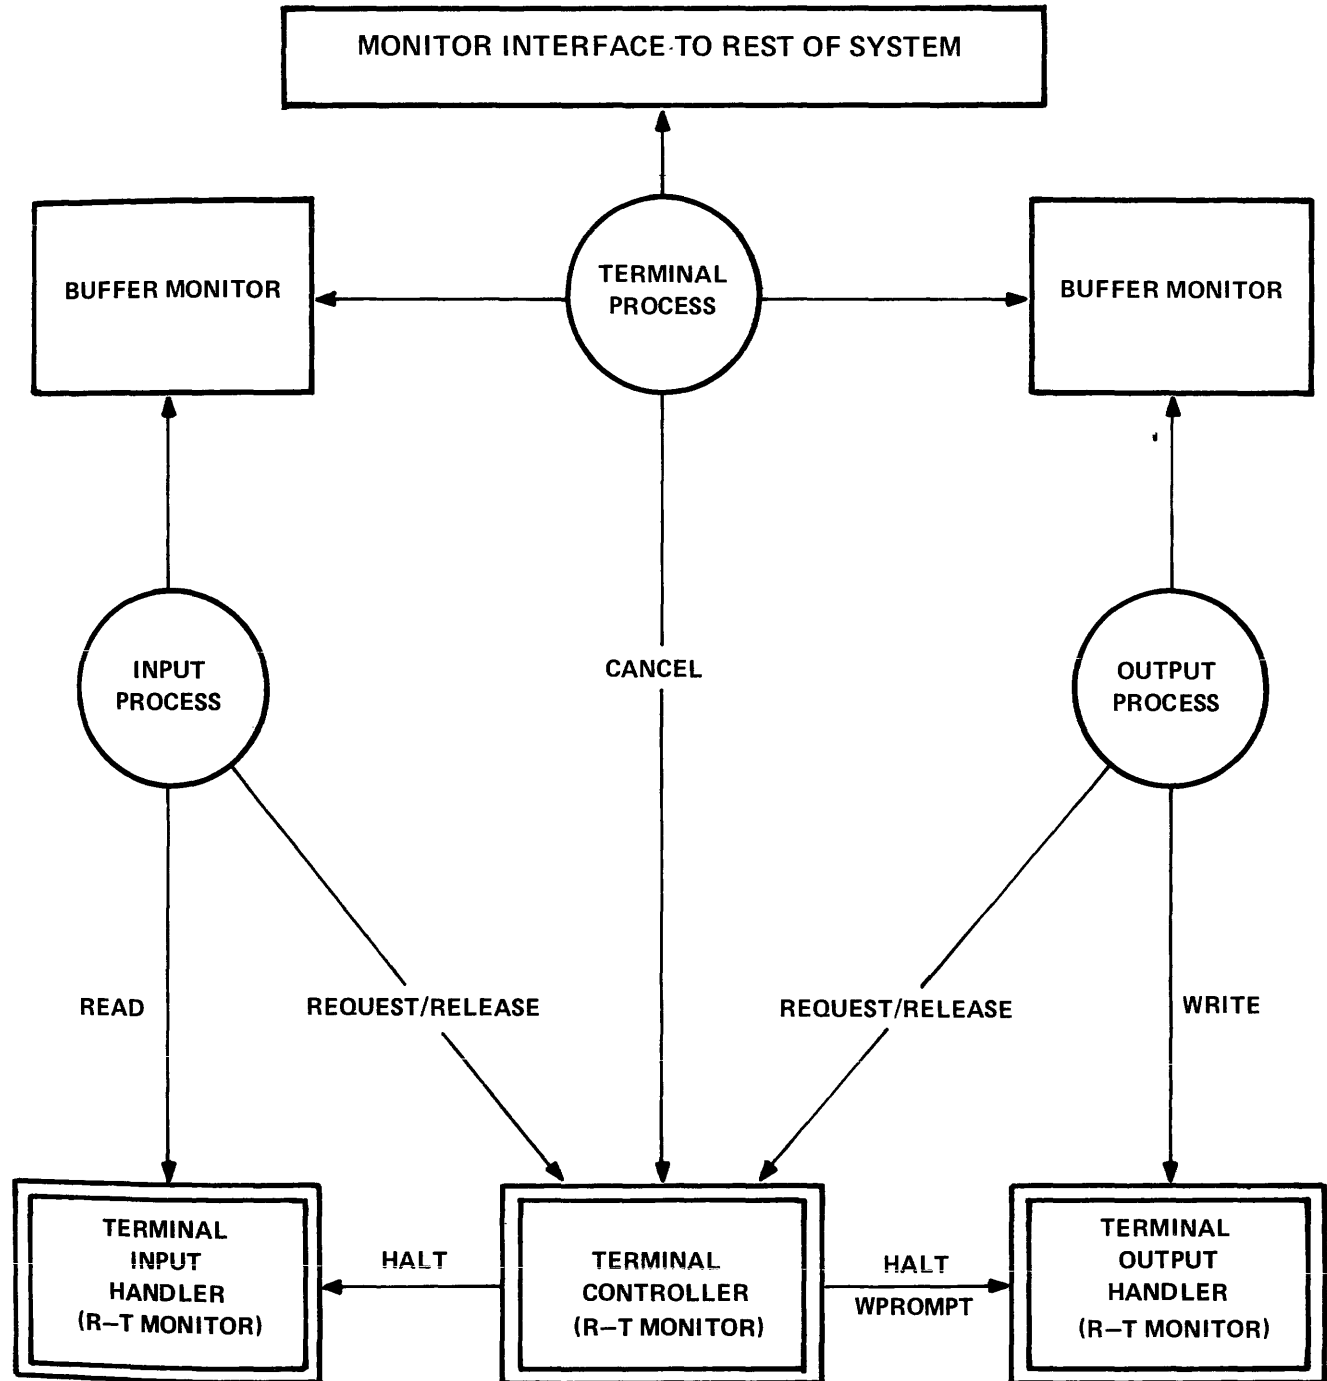 MONITOR INTERFACE TO REST OF SYSTEM
BUFFER MONITOR
TERMINAL
PROCESS
BUFFER MONITOR
INPUT
PROCESS
CANCEL
OUTPUT
PROCESS
READ
REQUEST/RELEASE
REQUEST/RELEASE
WRITE
TERMINAL
INPUT
HANDLER
(R–T MONITOR)
HALT
TERMINAL
CONTROLLER
(R–T MONITOR)
HALT
WPROMPT
TERMINAL
OUTPUT
HANDLER
(R–T MONITOR)